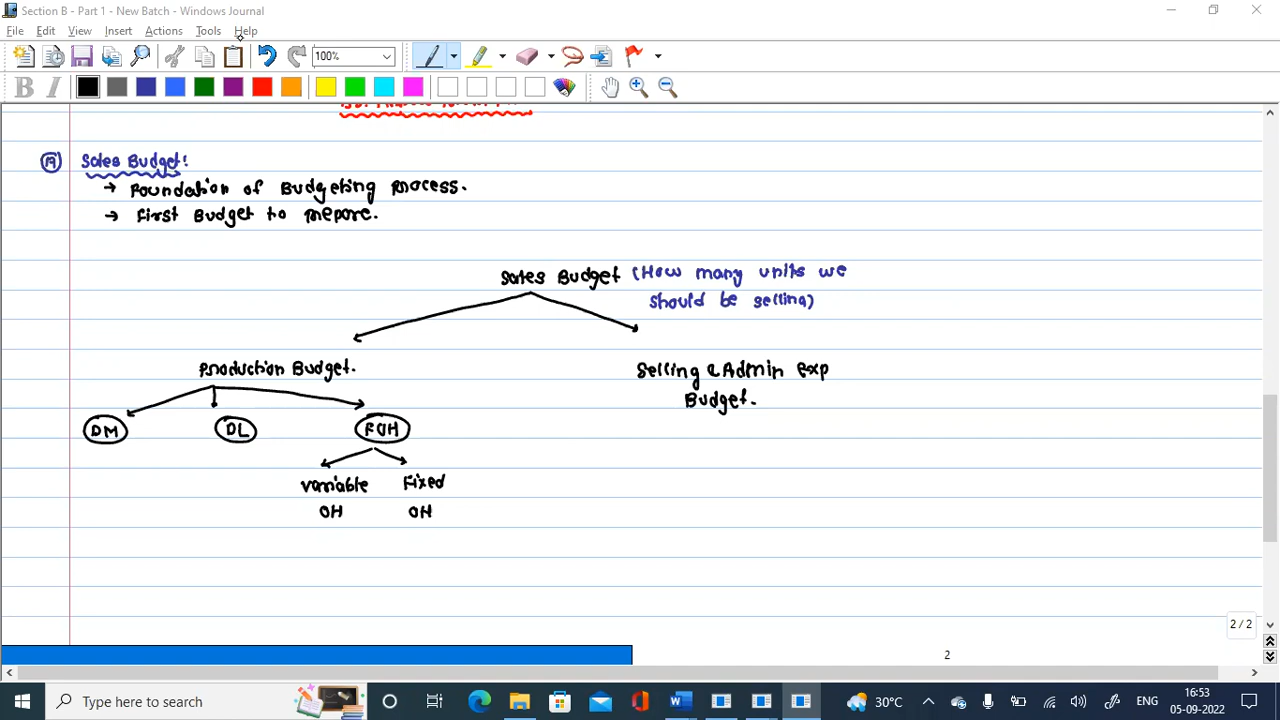 Section B - Part 1 - New Batch - Windows Journal
File Edit View Insert Actions Tools Help
100%
B I
(A) Sales Budget:
→ Foundation of Budgeting Process.
→ First Budget to prepare.
Sales Budget (How many units we
should be selling)
Production Budget.
Selling & Admin exp
Budget.
DM DL FOH
Variable Fixed
OH OH
2 / 2
2
Type here to search
30°C
ENG
16:53
05-09-2022